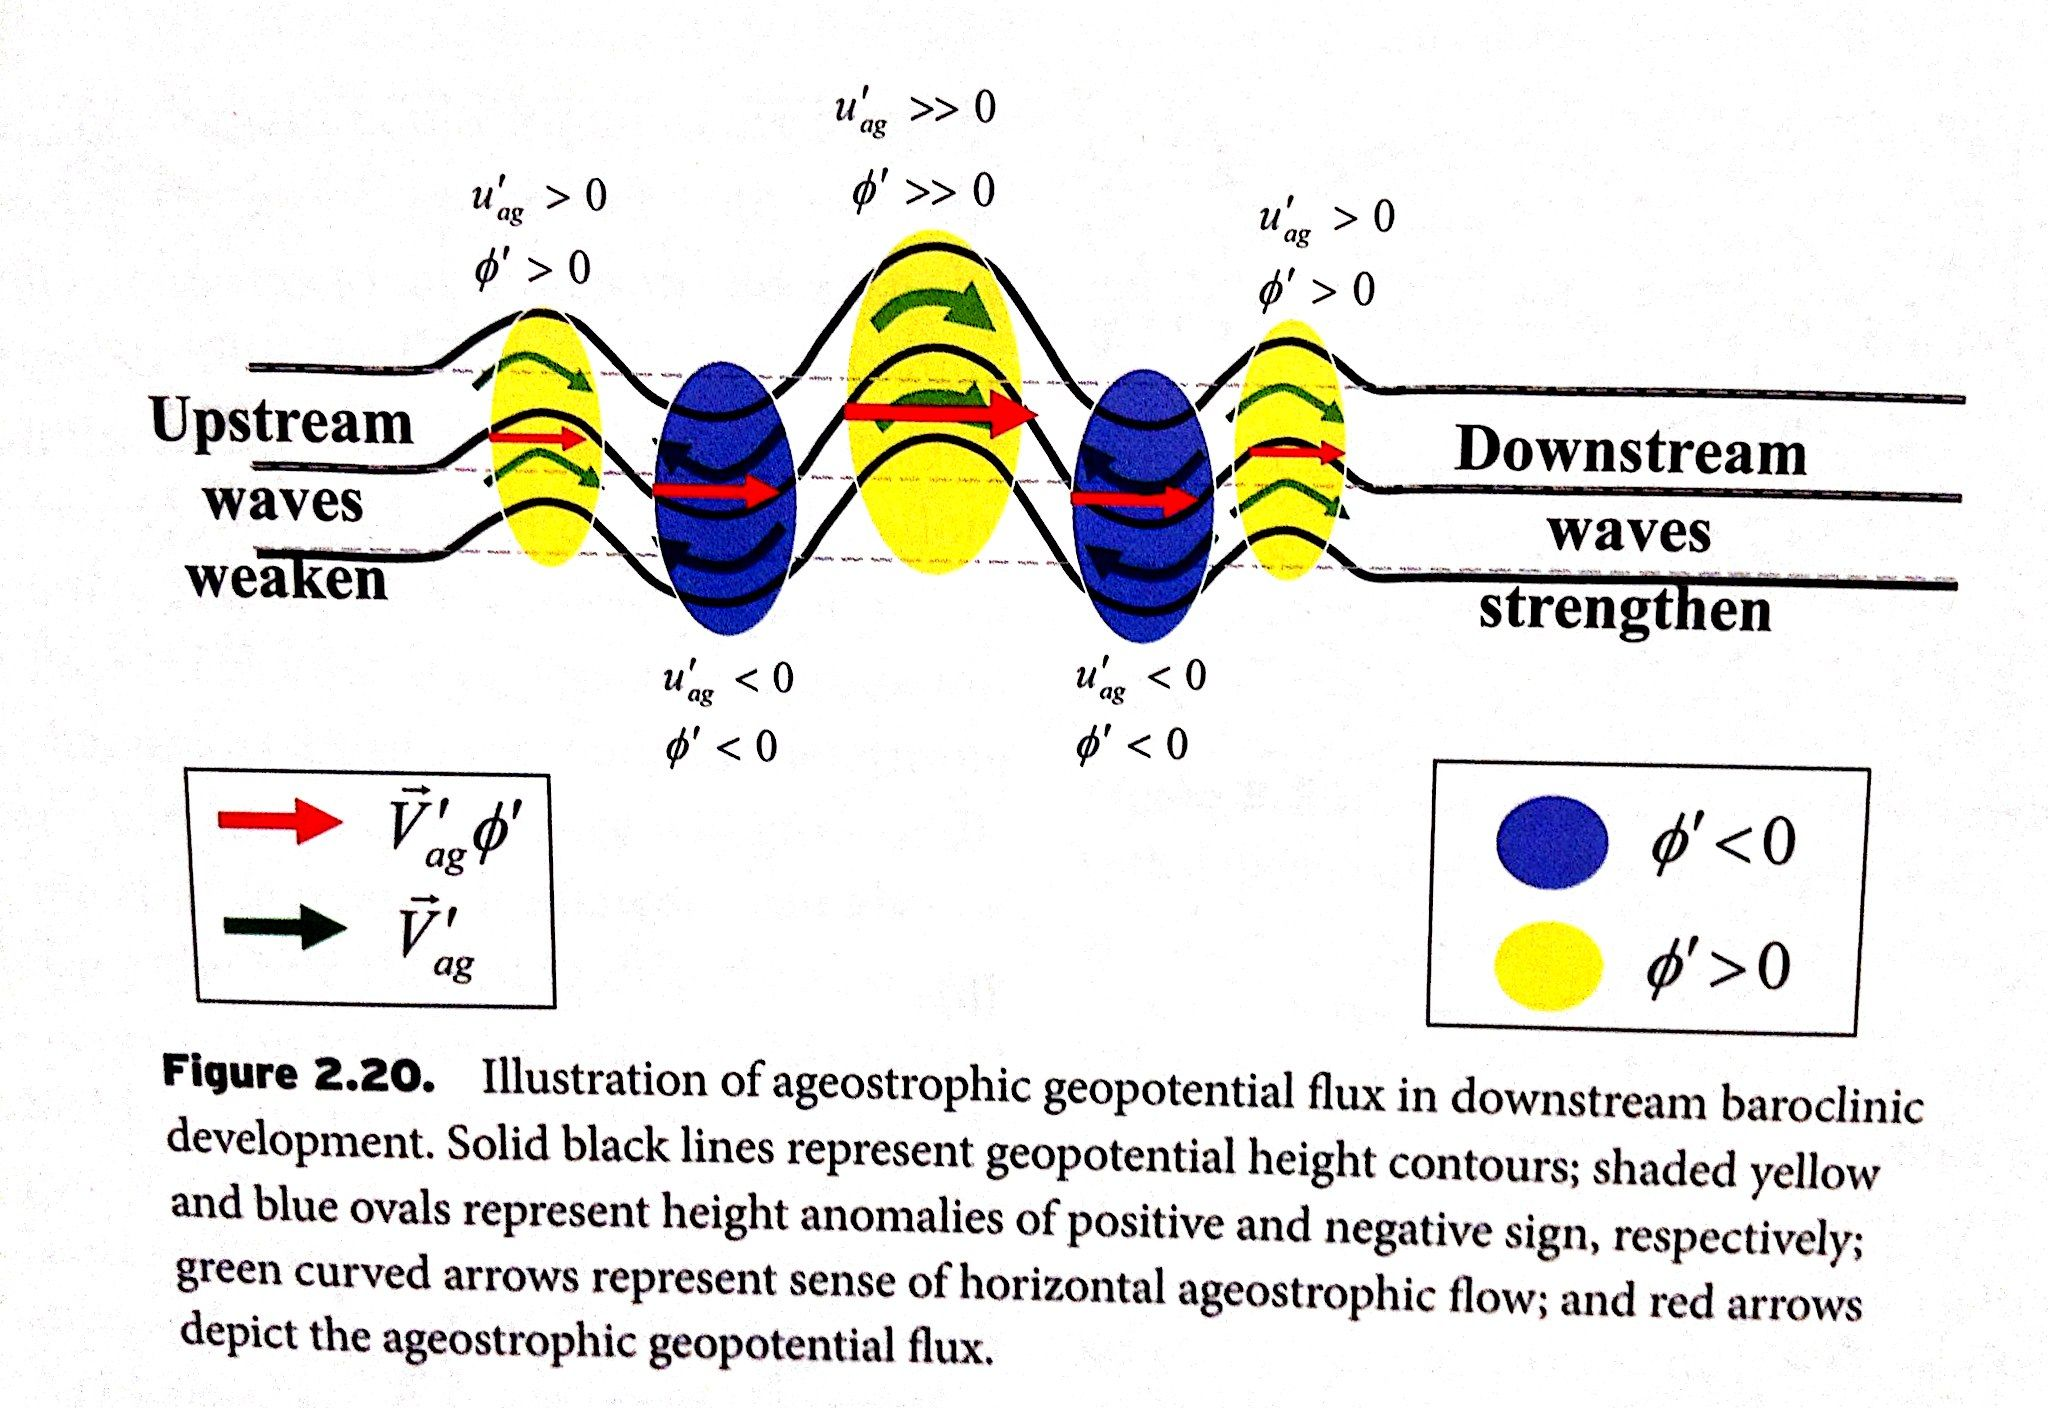 u′ag >> 0
ϕ′ >> 0
u′ag > 0
ϕ′ > 0
u′ag > 0
ϕ′ > 0
Upstream
waves
weaken
Downstream
waves
strengthen
u′ag < 0
ϕ′ < 0
u′ag < 0
ϕ′ < 0
V⃗′agϕ′
V⃗′ag
ϕ′<0
ϕ′>0
Figure 2.20. Illustration of ageostrophic geopotential flux in downstream baroclinic
development. Solid black lines represent geopotential height contours; shaded yellow
and blue ovals represent height anomalies of positive and negative sign, respectively;
green curved arrows represent sense of horizontal ageostrophic flow; and red arrows
depict the ageostrophic geopotential flux.